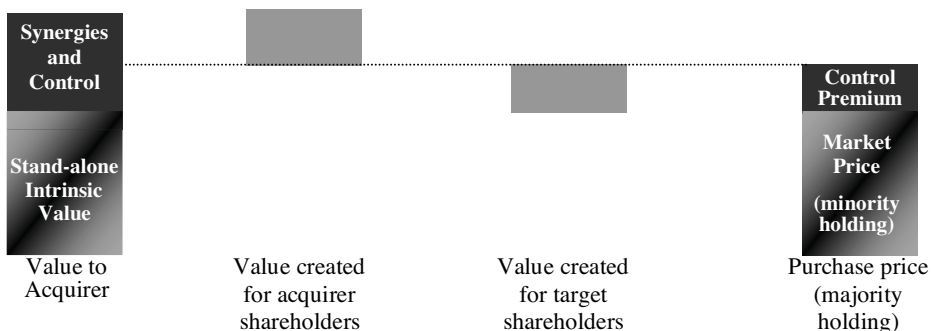 Synergies
and
Control
Stand-alone
Intrinsic
Value
Value to
Acquirer
Value created
for acquirer
shareholders
Value created
for target
shareholders
Control
Premium
Market
Price
(minority
holding)
Purchase price
(majority
holding)